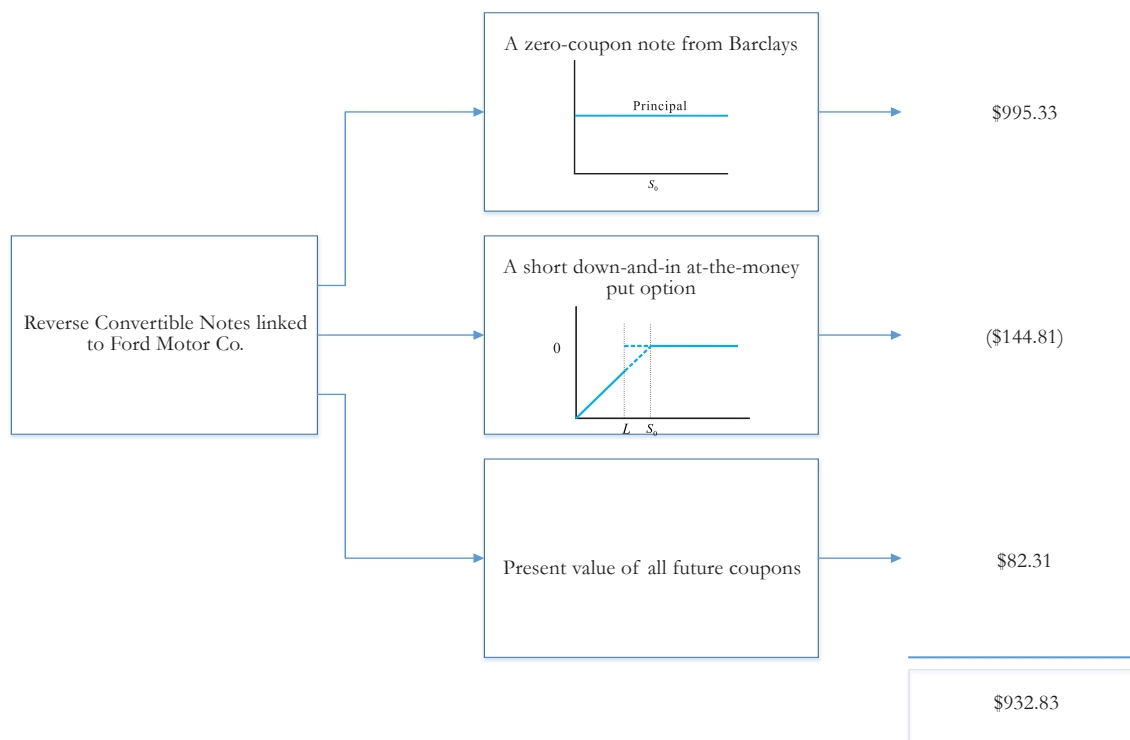 A zero-coupon note from Barclays
Principal
S₀
$995.33
Reverse Convertible Notes linked
to Ford Motor Co.
A short down-and-in at-the-money
put option
0
L S₀
($144.81)
Present value of all future coupons
$82.31
$932.83